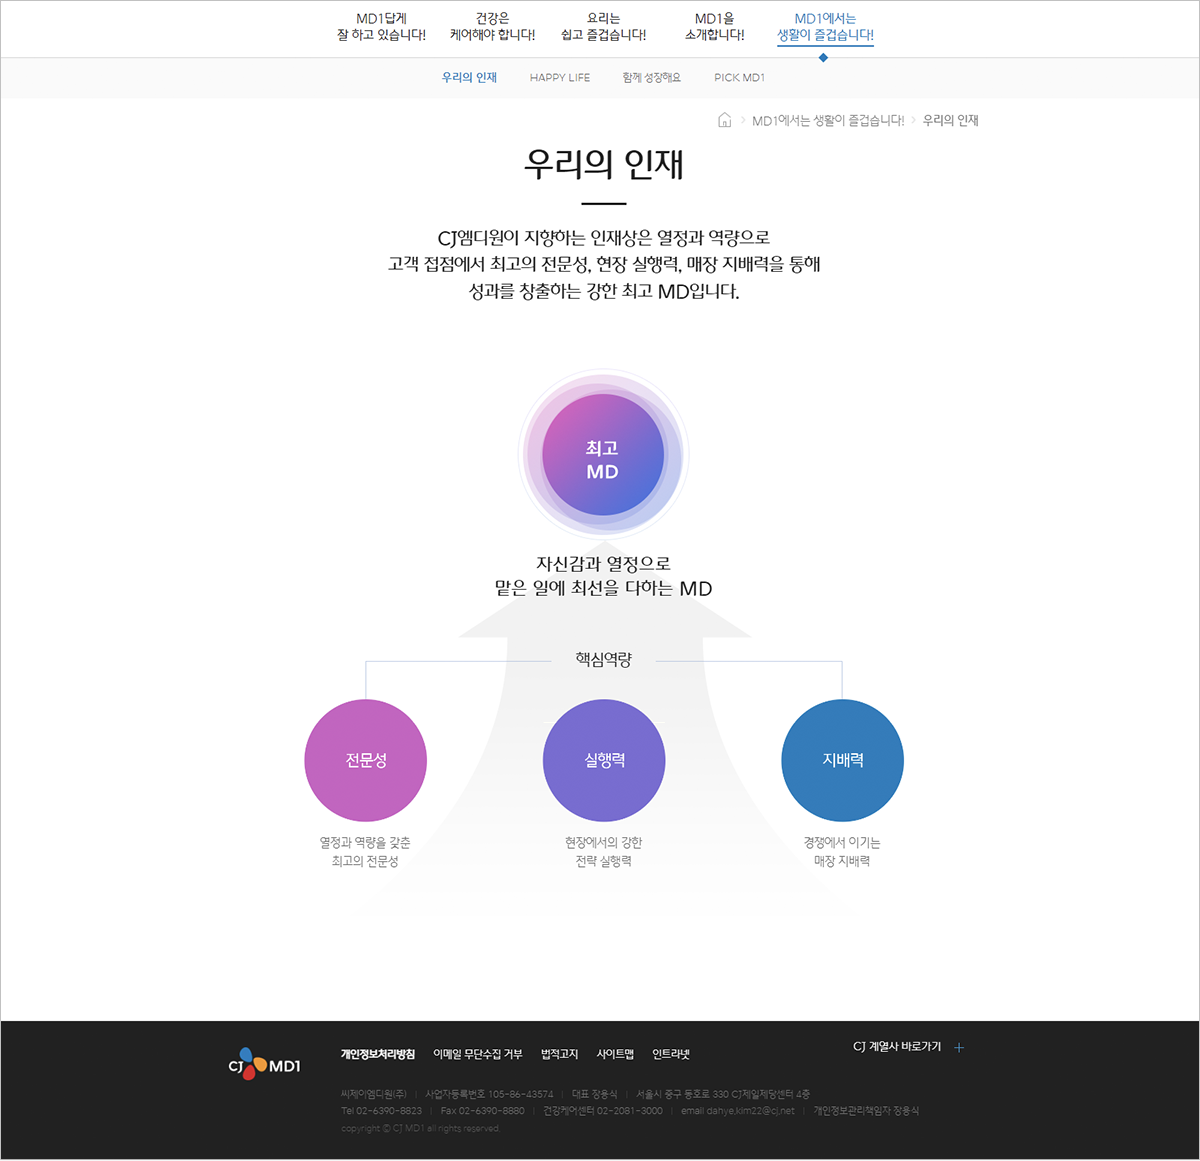 MD1답게
잘 하고 있습니다!
건강은
케어해야 합니다!
요리는
쉽고 즐겁습니다!
MD1을
소개합니다!
MD1에서는
생활이 즐겁습니다!
우리의 인재
HAPPY LIFE
함께 성장해요
PICK MD1
MD1에서는 생활이 즐겁습니다! > 우리의 인재
우리의 인재
CJ엠디원이 지향하는 인재상은 열정과 역량으로
고객 접점에서 최고의 전문성, 현장 실행력, 매장 지배력을 통해
성과를 창출하는 강한 최고 MD입니다.
최고
MD
자신감과 열정으로
맡은 일에 최선을 다하는 MD
핵심역량
전문성
실행력
지배력
열정과 역량을 갖춘
최고의 전문성
현장에서의 강한
전략 실행력
경쟁에서 이기는
매장 지배력
CJ MD1
개인정보처리방침 이메일 무단수집 거부 법적고지 사이트맵 인트라넷
CJ 계열사 바로가기 +
씨제이엠디원(주) | 사업자등록번호 105-86-43574 | 대표 장용식 | 서울시 중구 동호로 330 CJ제일제당센터 4층
Tel 02-6390-8823 | Fax 02-6390-8880 | 건강케어센터 02-2081-3000 | email dahye.kim22@cj.net | 개인정보관리책임자 장용식
copyright ⓒ CJ MD1 all rights reserved.